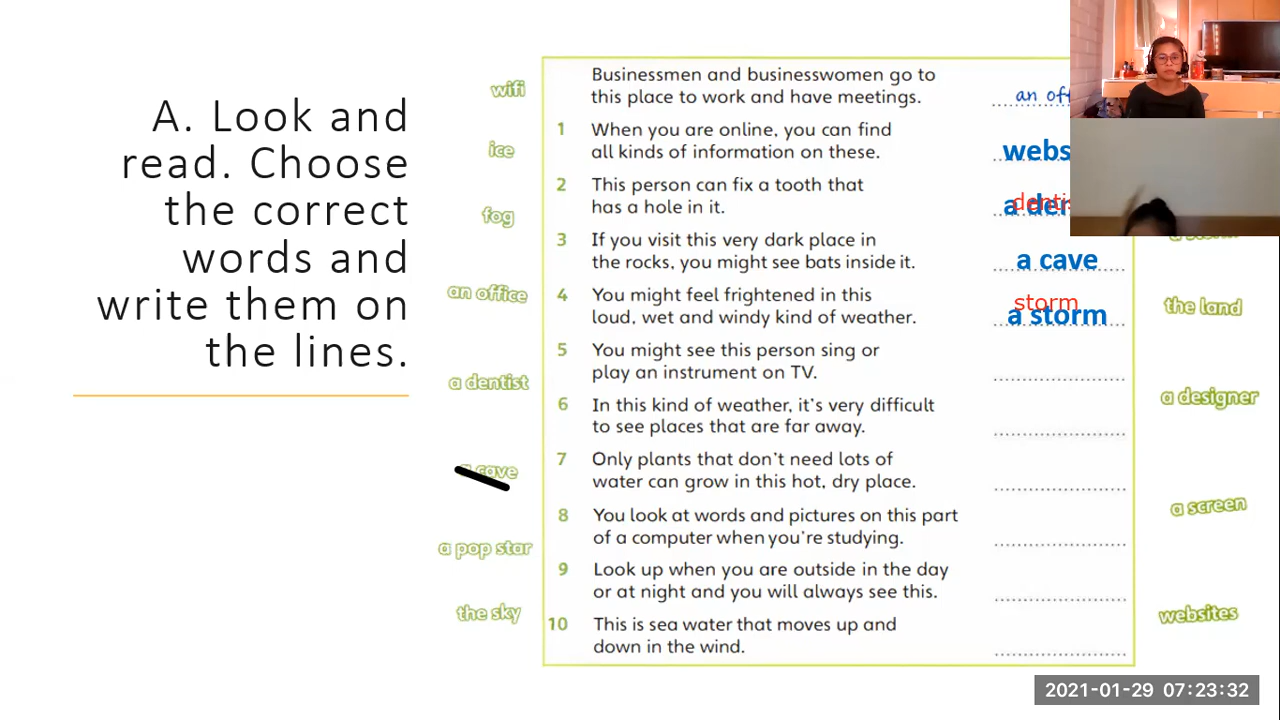 A. Look and
read. Choose
the correct
words and
write them on
the lines.
wifi
ice
fog
an office
a dentist
cave
a pop star
the sky
Businessmen and businesswomen go to
this place to work and have meetings.
an off
1 When you are online, you can find
all kinds of information on these.
webs
2 This person can fix a tooth that
has a hole in it.
dentis
a den
3 If you visit this very dark place in
the rocks, you might see bats inside it.
a cave
4 You might feel frightened in this
loud, wet and windy kind of weather.
storm
a storm
5 You might see this person sing or
play an instrument on TV.
6 In this kind of weather, it's very difficult
to see places that are far away.
7 Only plants that don't need lots of
water can grow in this hot, dry place.
8 You look at words and pictures on this part
of a computer when you're studying.
9 Look up when you are outside in the day
or at night and you will always see this.
10 This is sea water that moves up and
down in the wind.
the land
a designer
a screen
websites
2021-01-29 07:23:32